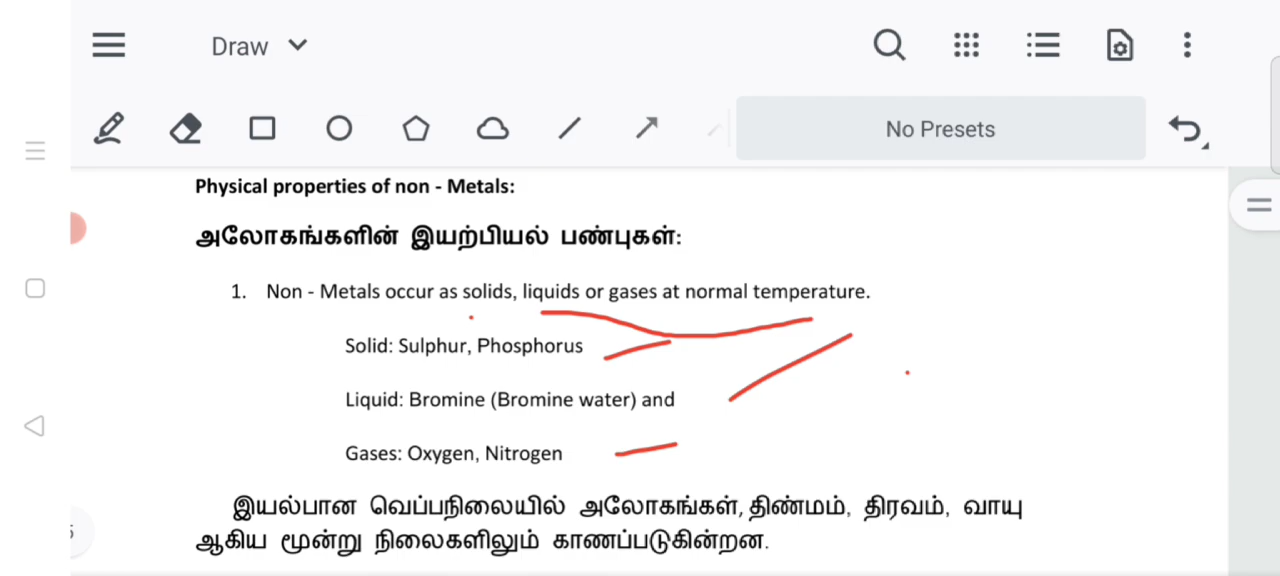 Draw
No Presets
Physical properties of non - Metals:
அலோகங்களின் இயற்பியல் பண்புகள்:
1. Non - Metals occur as solids, liquids or gases at normal temperature.
Solid: Sulphur, Phosphorus
Liquid: Bromine (Bromine water) and
Gases: Oxygen, Nitrogen
இயல்பான வெப்பநிலையில் அலோகங்கள், திண்மம், திரவம், வாயு
ஆகிய மூன்று நிலைகளிலும் காணப்படுகின்றன.